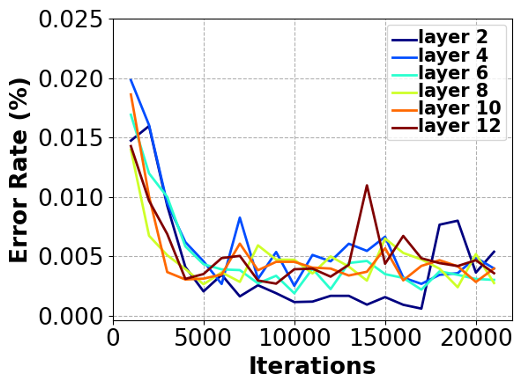 0.025
0.020
0.015
0.010
0.005
0.000
Error Rate (%)
layer 2
layer 4
layer 6
layer 8
layer 10
layer 12
0 5000 10000 15000 20000
Iterations